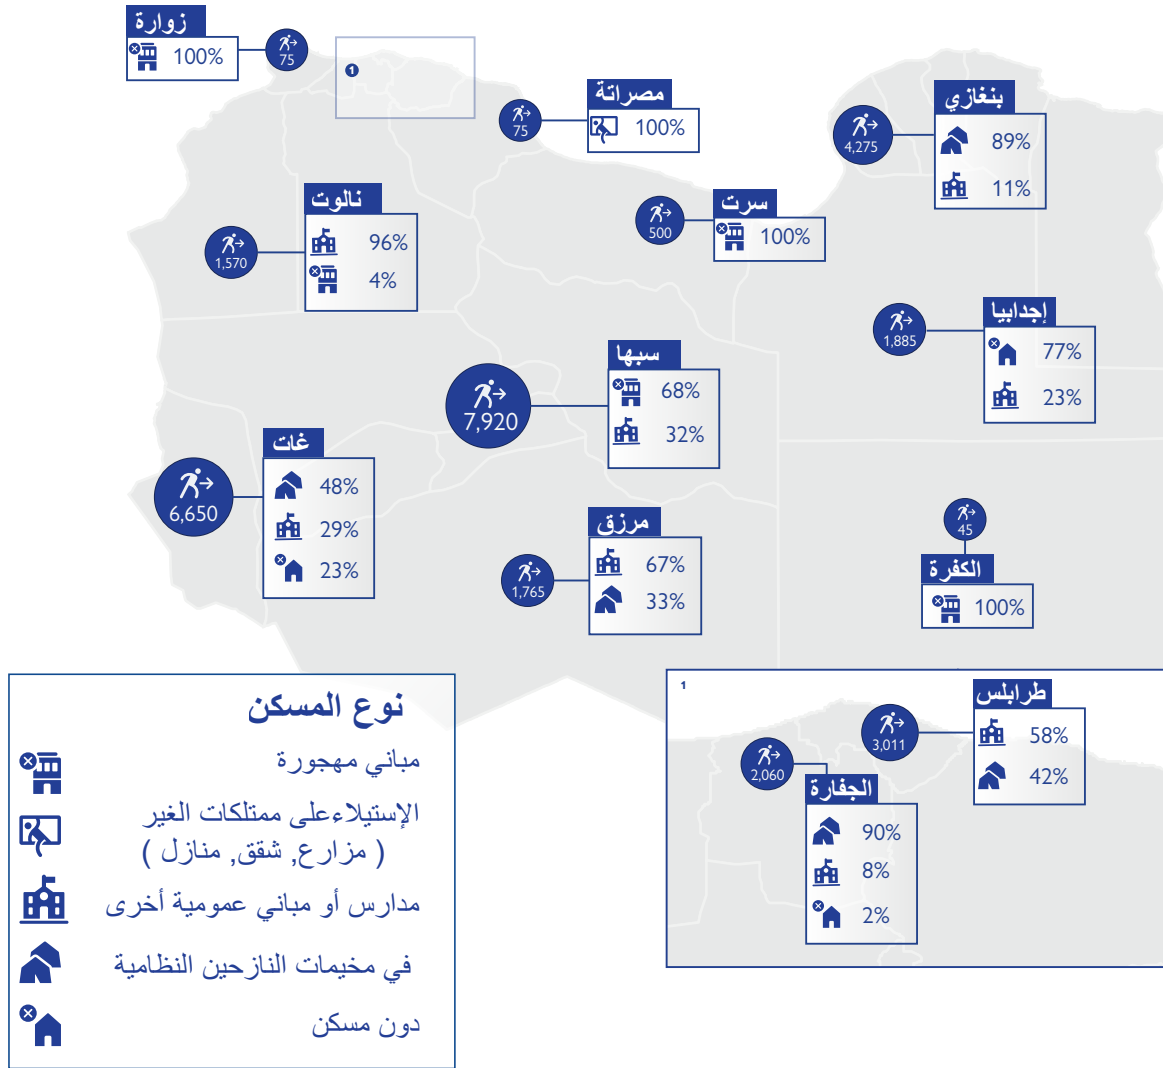 زوارة
100%
75
1
مصراتة
100%
75
بنغازي
89%
11%
4,275
نالوت
96%
4%
1,570
سرت
100%
500
إجدابيا
77%
23%
1,885
سبها
68%
32%
7,920
غات
48%
29%
23%
6,650
مرزق
67%
33%
1,765
45
الكفرة
100%
نوع المسكن
مباني مهجورة
الإستيلاءعلى ممتلكات الغير
( مزارع, شقق, منازل )
مدارس أو مباني عمومية أخرى
في مخيمات النازحين النظامية
دون مسكن
1
طرابلس
58%
42%
3,011
2,060
الجفارة
90%
8%
2%